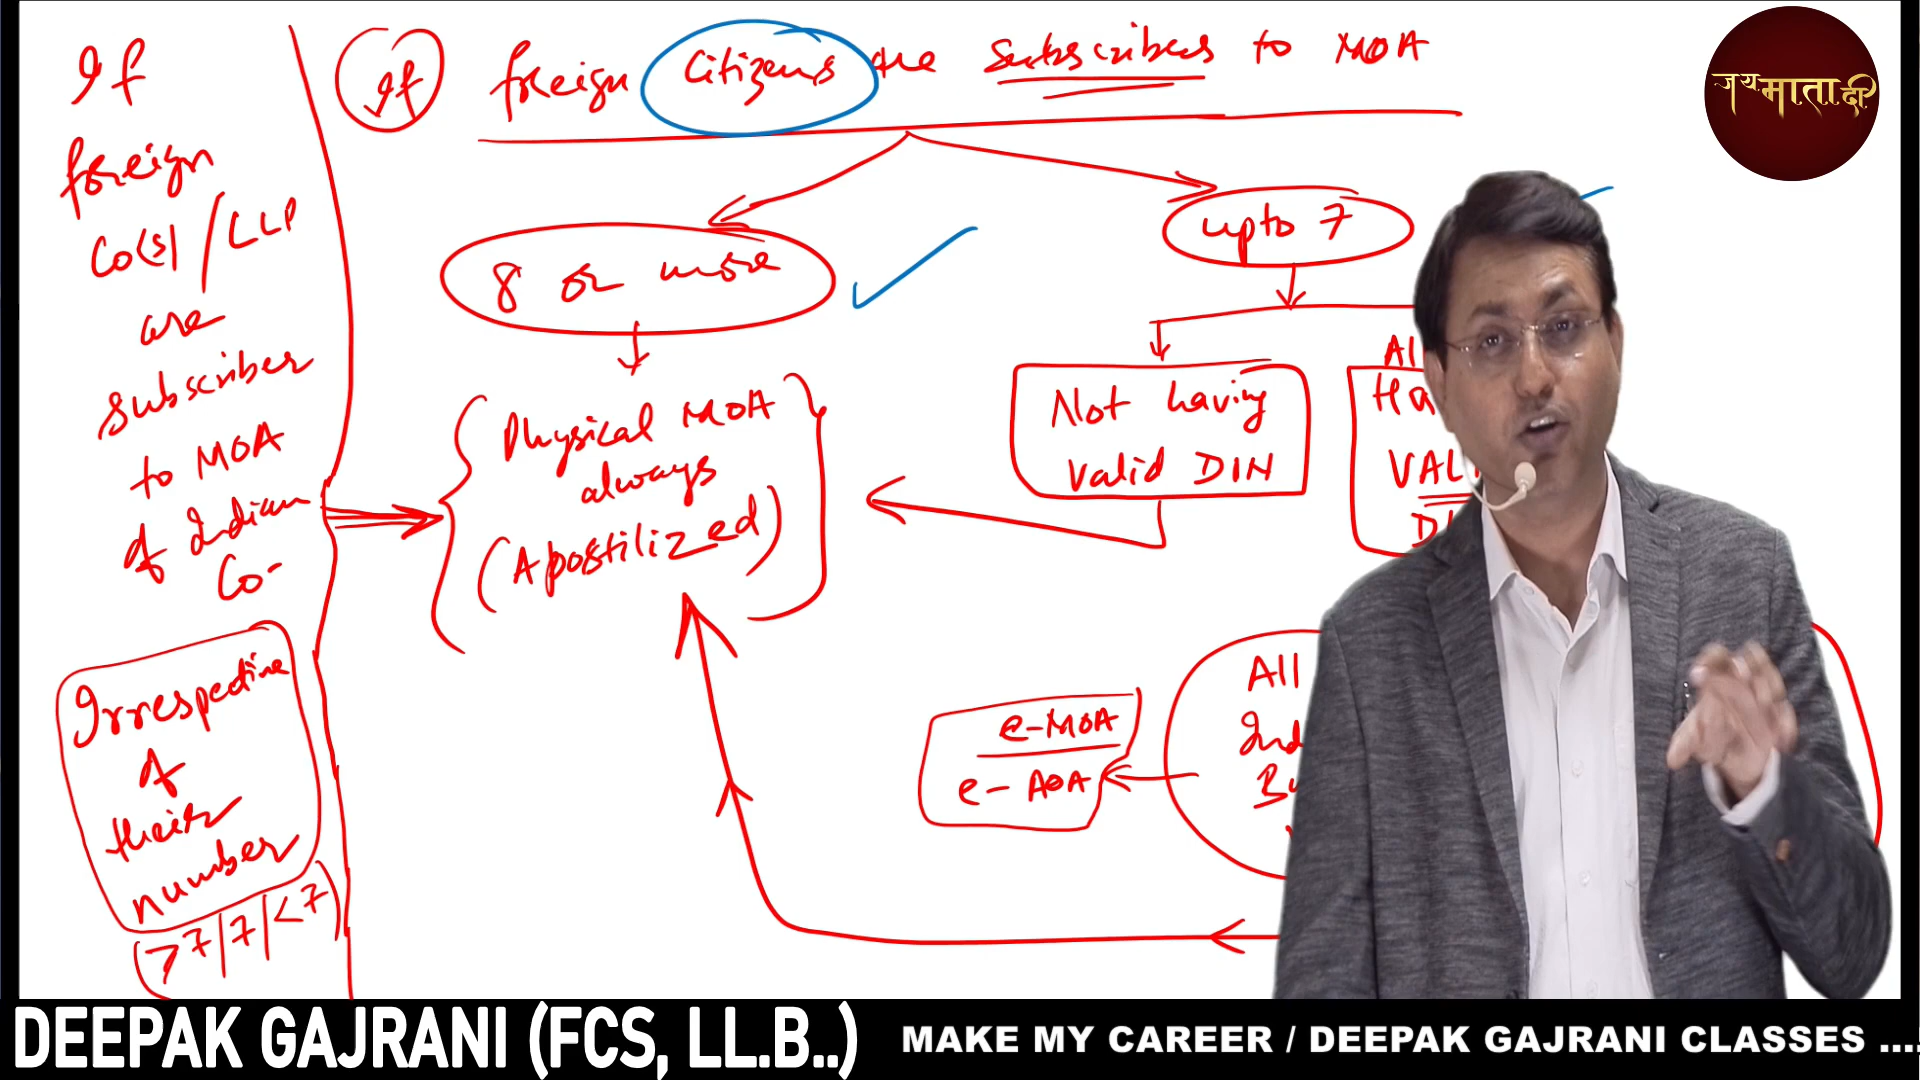 If
foreign
Co(s)/LLP
are
subscriber
to MOA
of Indian
Co-
Irrespective
of
their
number
(>7/7/<7)
If foreign Citizens are Subscribers to MOA
8 or more
upto 7
Physical MOA
always
(Apostilized)
Not having
Valid DIN
All
e-MOA
e-AOA
जय माता दी
DEEPAK GAJRANI (FCS, LL.B..)
MAKE MY CAREER / DEEPAK GAJRANI CLASSES ....